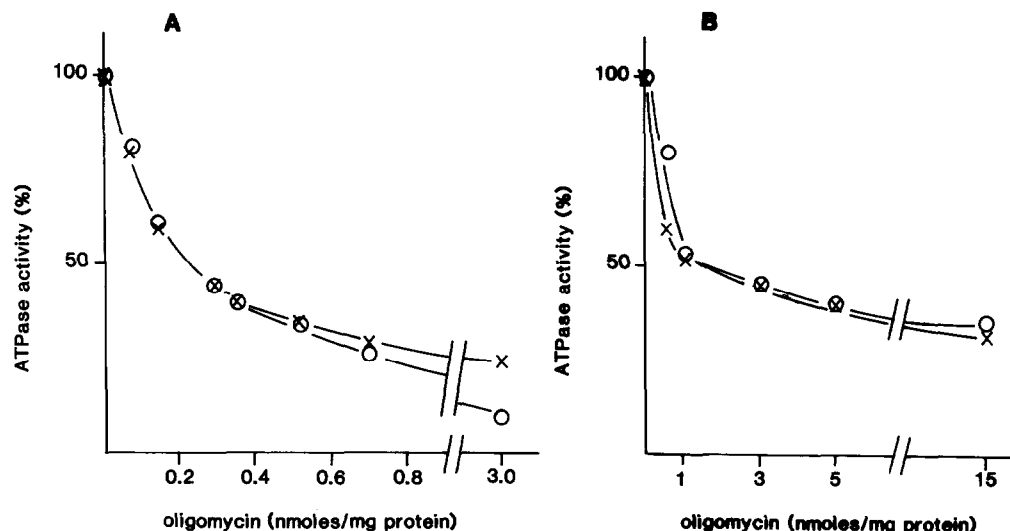 A
100
50
ATPase activity (%)
0.2 0.4 0.6 0.8 3.0
oligomycin (nmoles/mg protein)
B
100
50
ATPase activity (%)
1 3 5 15
oligomycin (nmoles/mg protein)